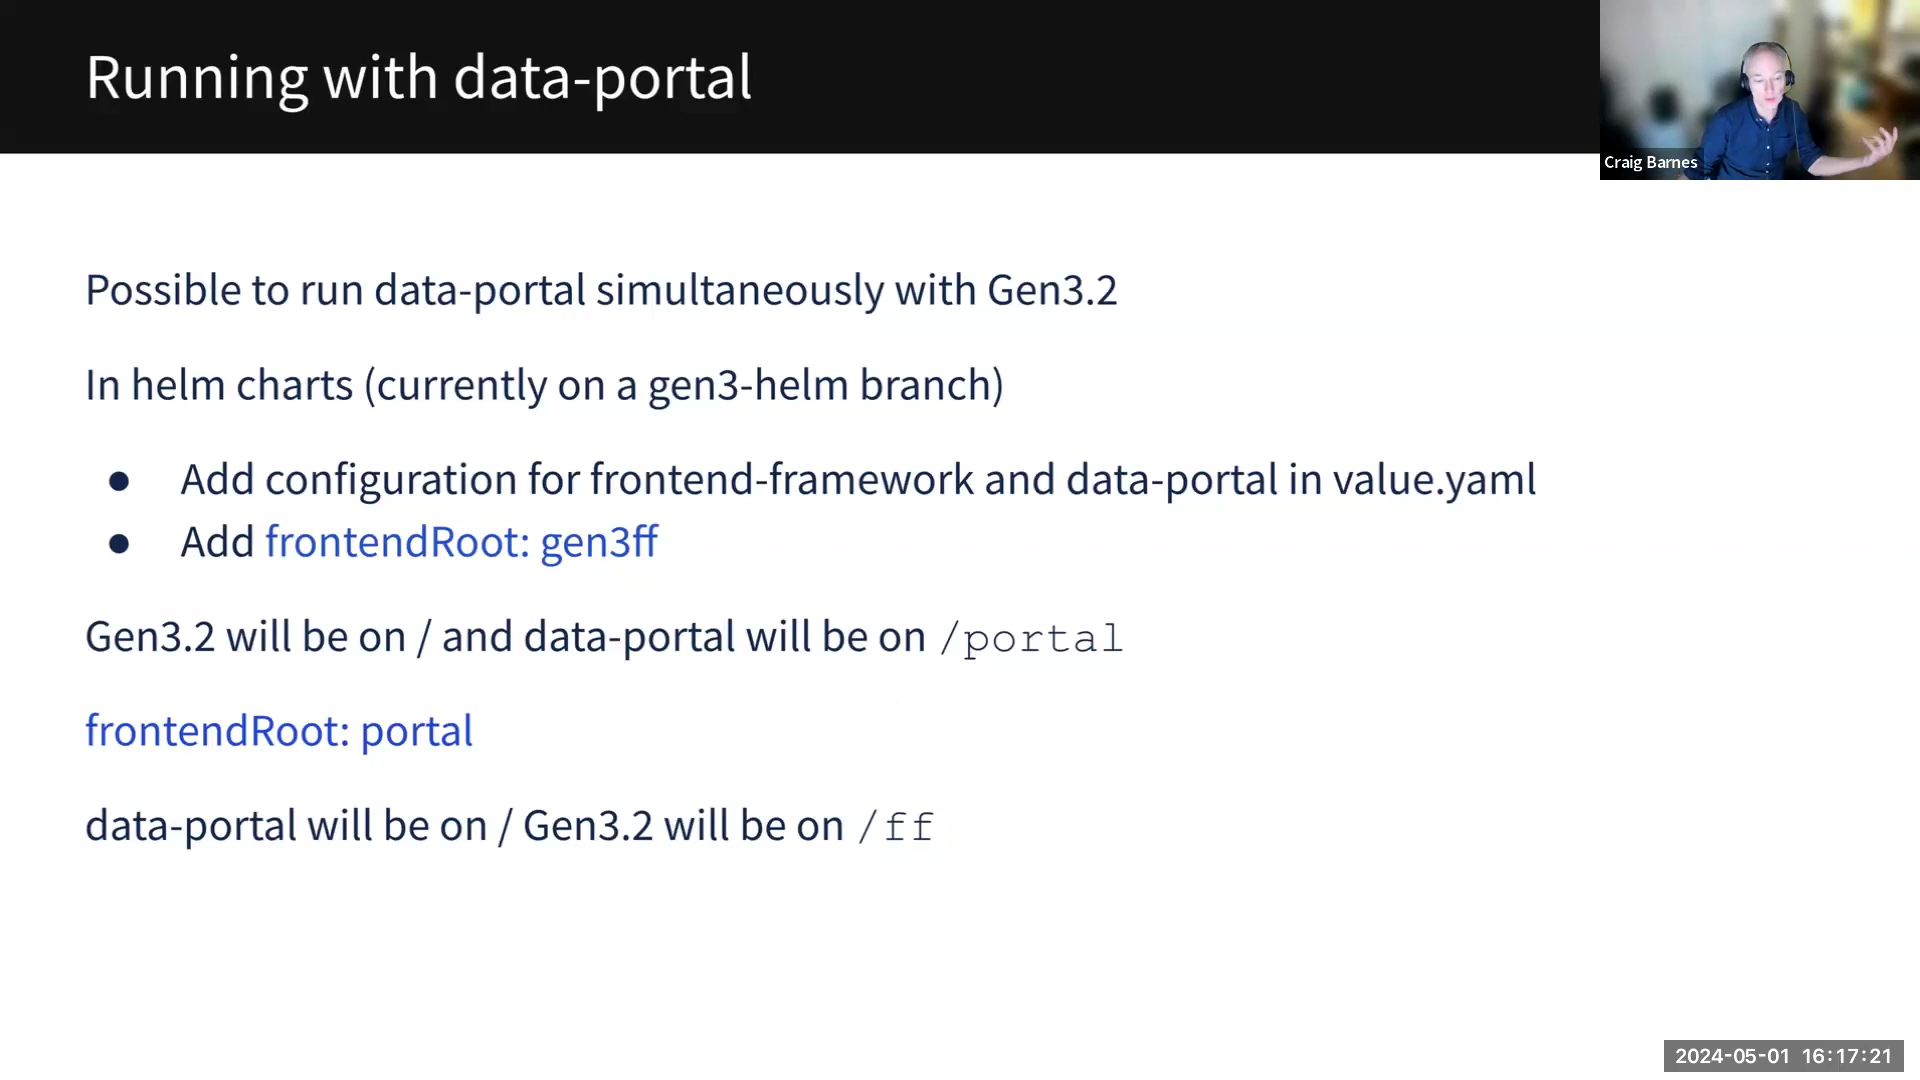 Running with data-portal
Craig Barnes
Possible to run data-portal simultaneously with Gen3.2
In helm charts (currently on a gen3-helm branch)
● Add configuration for frontend-framework and data-portal in value.yaml
● Add frontendRoot: gen3ff
Gen3.2 will be on / and data-portal will be on /portal
frontendRoot: portal
data-portal will be on / Gen3.2 will be on /ff
2024-05-01 16:17:21